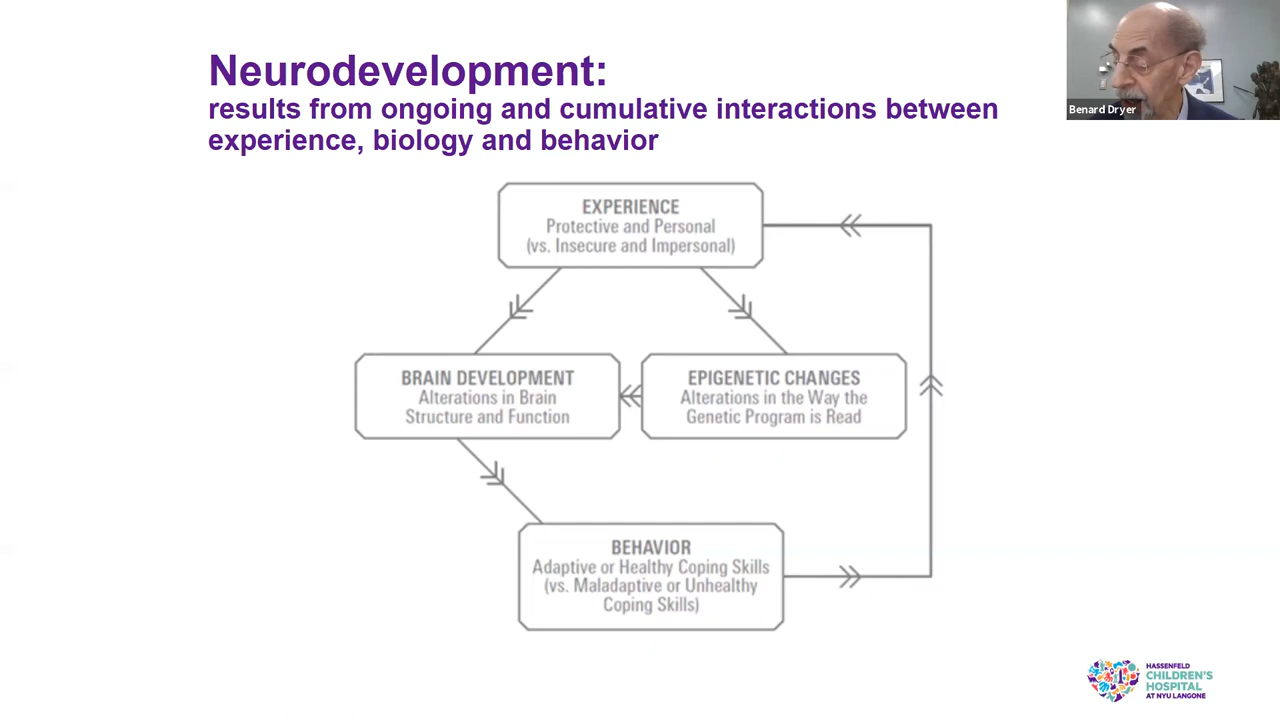 Neurodevelopment:
results from ongoing and cumulative interactions between
experience, biology and behavior
Benard Dryer
EXPERIENCE
Protective and Personal
(vs. Insecure and Impersonal)
BRAIN DEVELOPMENT
Alterations in Brain
Structure and Function
EPIGENETIC CHANGES
Alterations in the Way the
Genetic Program is Read
BEHAVIOR
Adaptive or Healthy Coping Skills
(vs. Maladaptive or Unhealthy
Coping Skills)
HASSENFELD
CHILDREN'S
HOSPITAL
AT NYU LANGONE